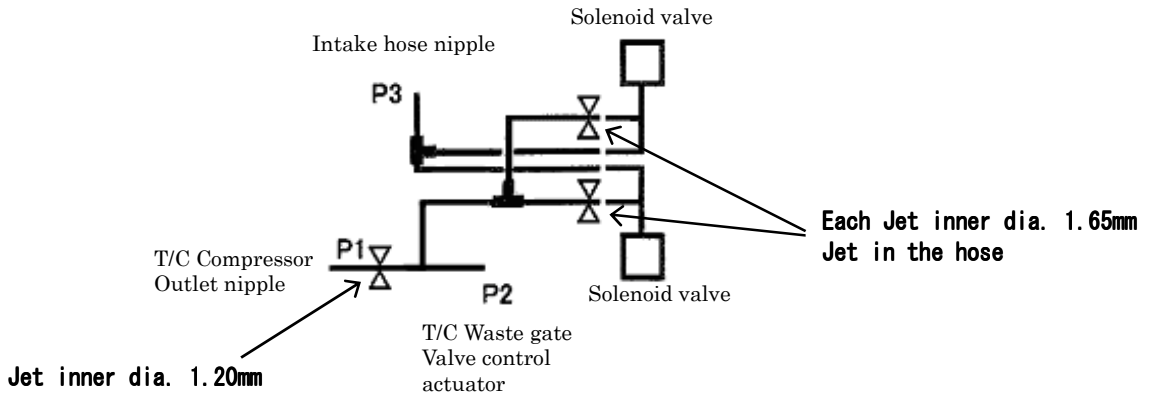 Solenoid valve
Intake hose nipple
P3
Each Jet inner dia. 1.65mm
Jet in the hose
T/C Compressor
Outlet nipple
P1
P2
Solenoid valve
T/C Waste gate
Valve control
actuator
Jet inner dia. 1.20mm